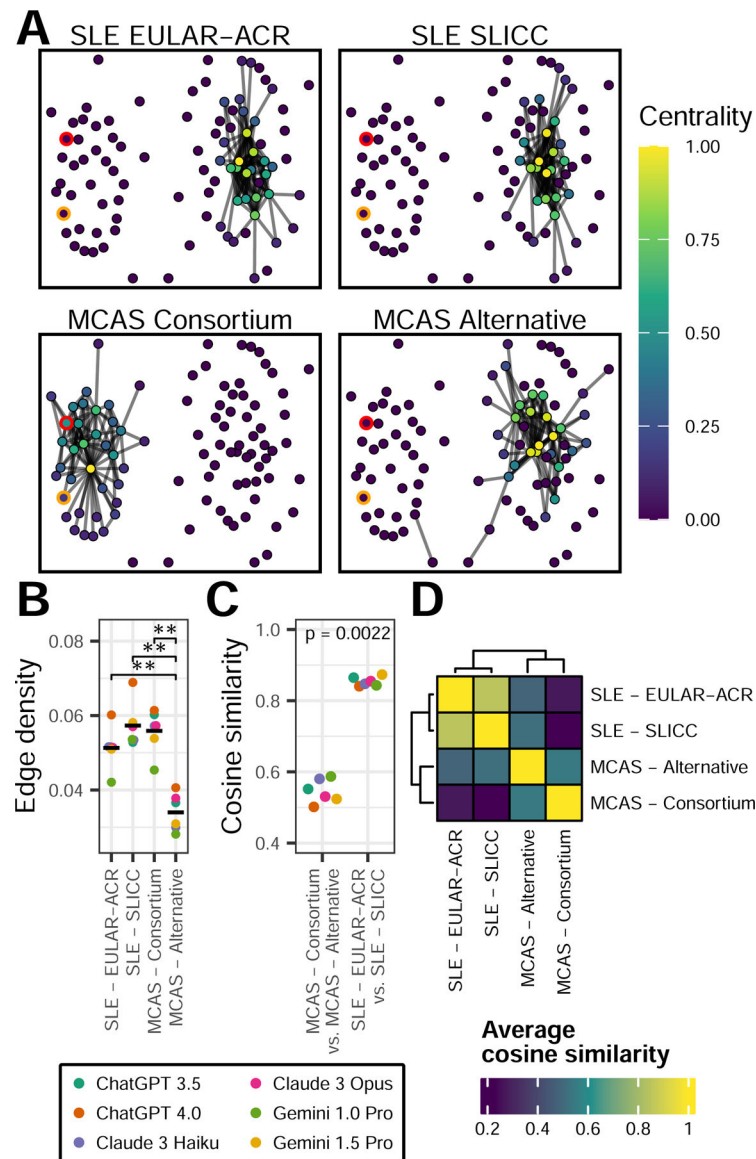 A
SLE EULAR–ACR
SLE SLICC
MCAS Consortium
MCAS Alternative
Centrality
1.00
0.75
0.50
0.25
0.00
B
Edge density
0.08
0.06
0.04
**
**
**
SLE – EULAR–ACR
SLE – SLICC
MCAS – Consortium
MCAS – Alternative
C
Cosine similarity
1.0
0.8
0.6
0.4
p = 0.0022
MCAS – Consortium
vs. MCAS – Alternative
SLE – EULAR–ACR
vs. SLE – SLICC
D
SLE – EULAR–ACR
SLE – SLICC
MCAS – Alternative
MCAS – Consortium
SLE – EULAR–ACR
SLE – SLICC
MCAS – Alternative
MCAS – Consortium
ChatGPT 3.5
ChatGPT 4.0
Claude 3 Haiku
Claude 3 Opus
Gemini 1.0 Pro
Gemini 1.5 Pro
Average
cosine similarity
0.2 0.4 0.6 0.8 1